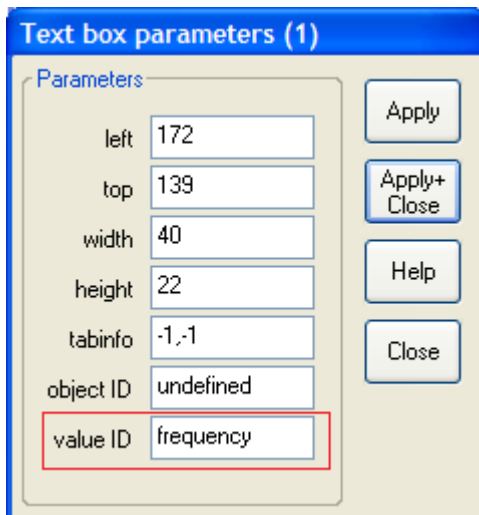 Text box parameters (1)
Parameters
left 172
top 139
width 40
height 22
tabinfo -1,-1
object ID undefined
value ID frequency
Apply
Apply+
Close
Help
Close